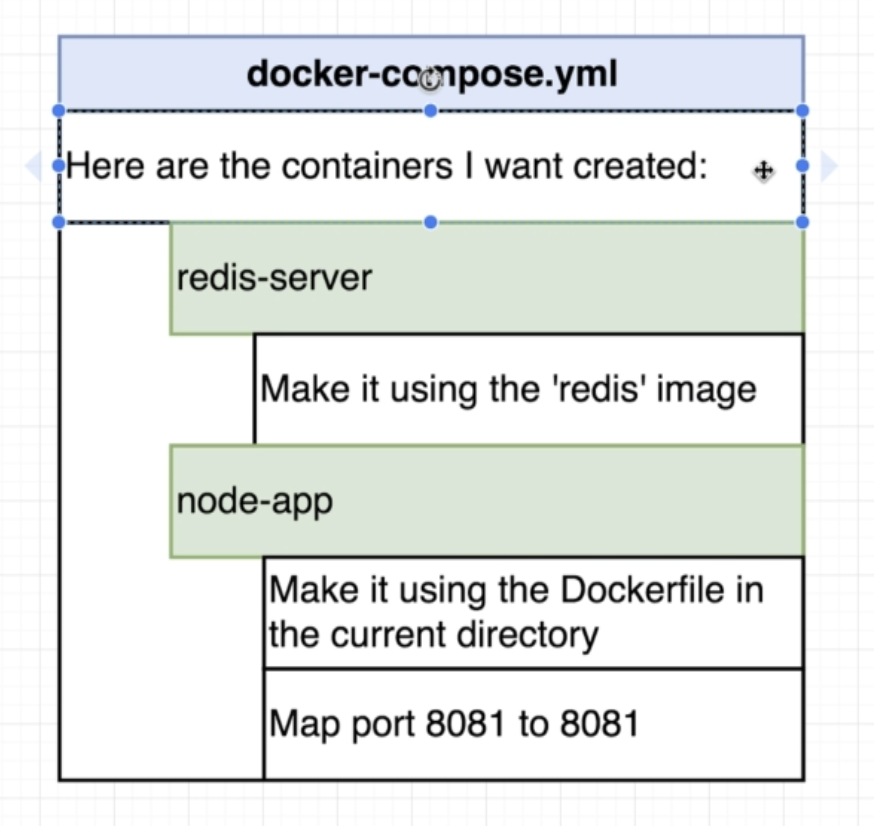 docker-compose.yml
Here are the containers I want created:
redis-server
Make it using the 'redis' image
node-app
Make it using the Dockerfile in
the current directory
Map port 8081 to 8081